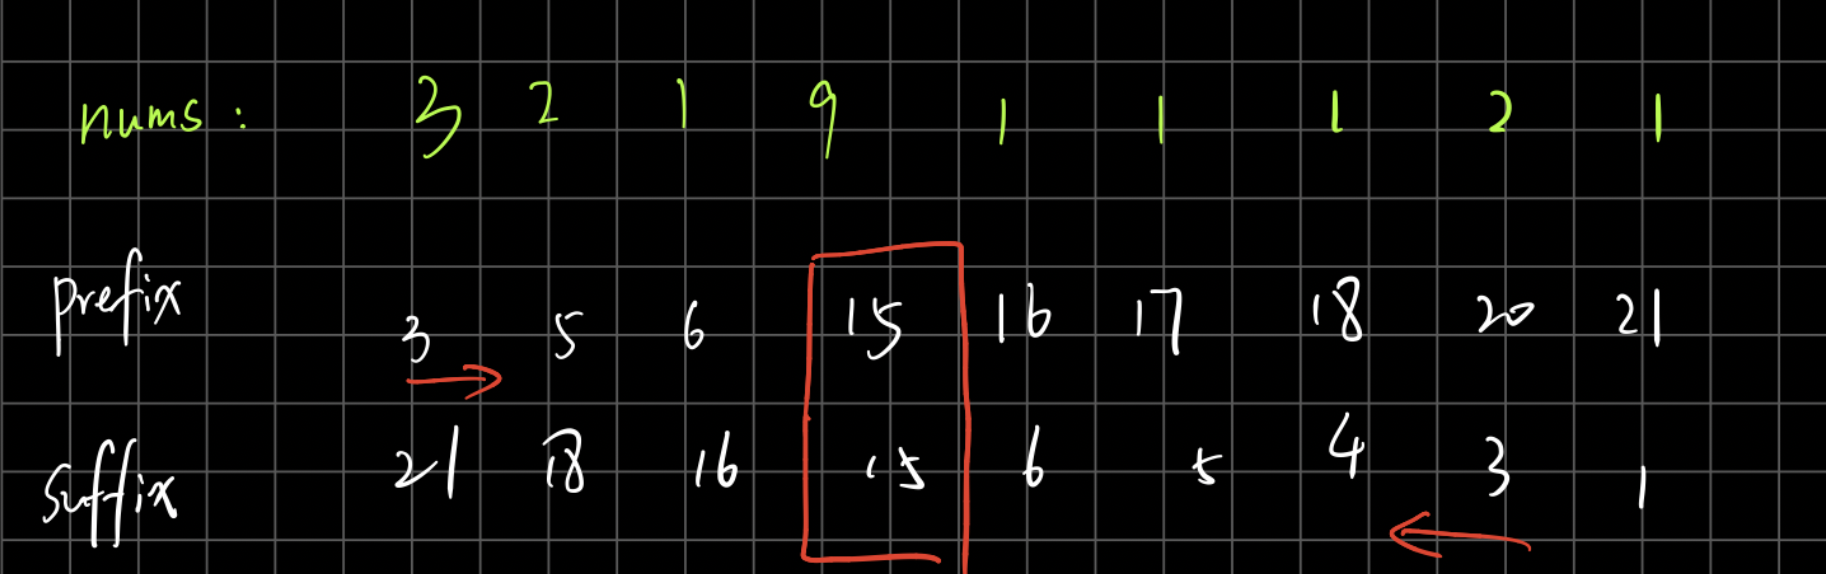 nums : 3 2 1 9 1 1 1 2 1
prefix 3 5 6 15 16 17 18 20 21
suffix 21 18 16 15 6 5 4 3 1